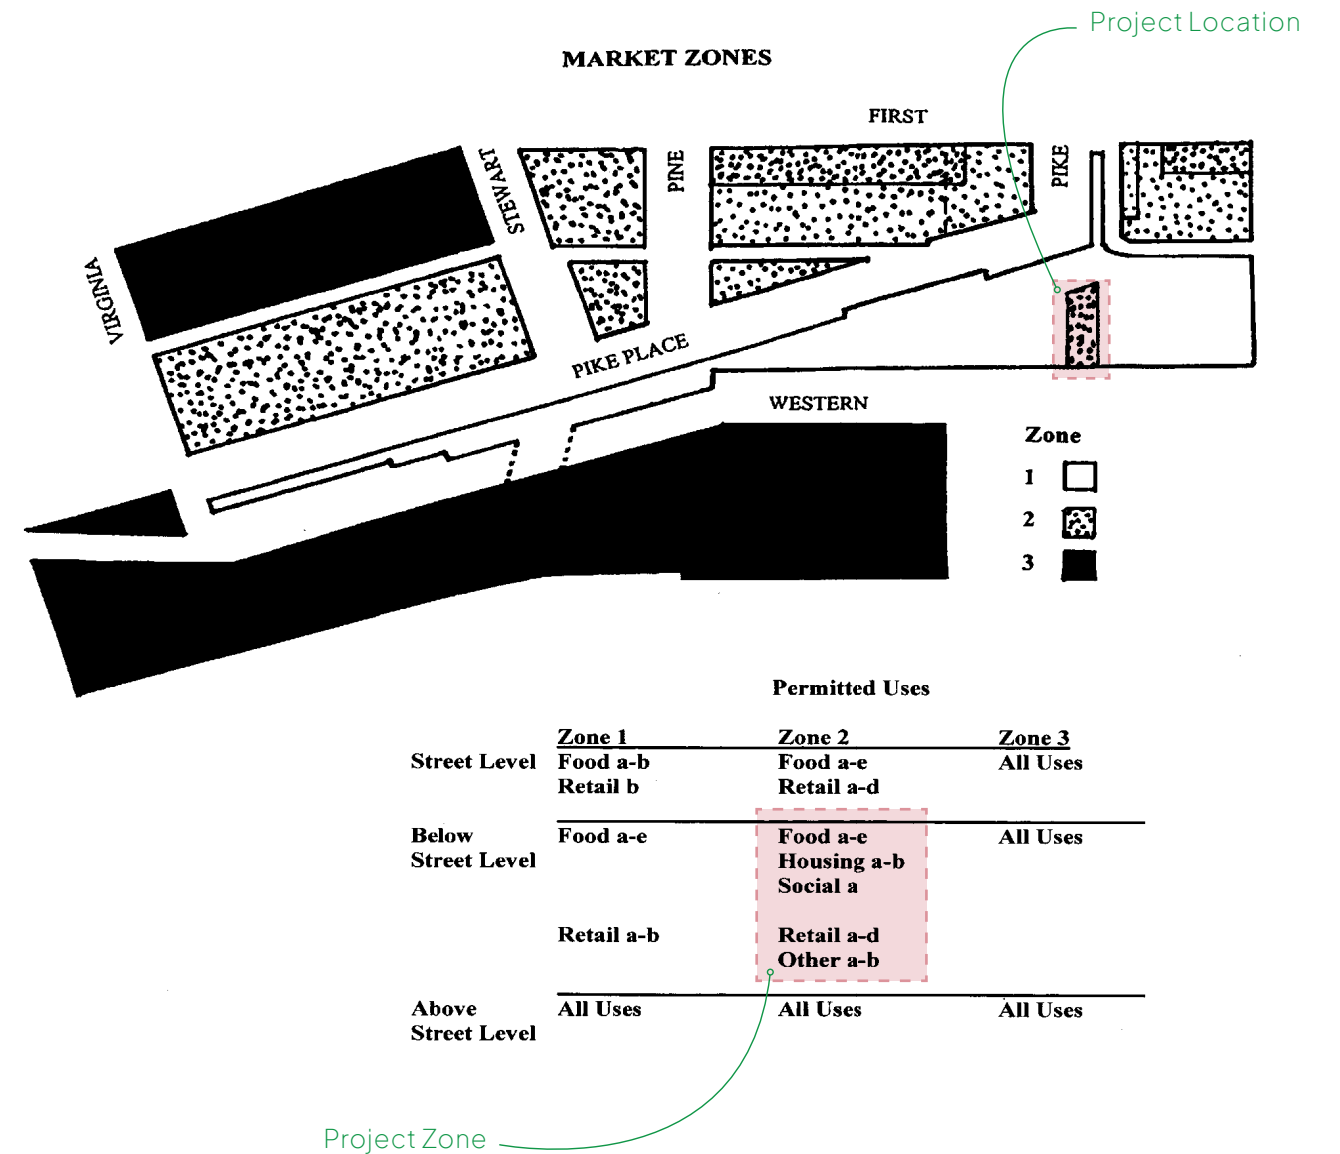 Project Location
MARKET ZONES
FIRST
STEWART
PINE
PIKE
VIRGINIA
PIKE PLACE
WESTERN
Zone
1
2
3
Permitted Uses
Zone 1 Zone 2 Zone 3
Street Level Food a-b Food a-e All Uses
Retail b Retail a-d
Below Food a-e Food a-e All Uses
Street Level Housing a-b
Social a
Retail a-b Retail a-d
Other a-b
Above All Uses All Uses All Uses
Street Level
Project Zone